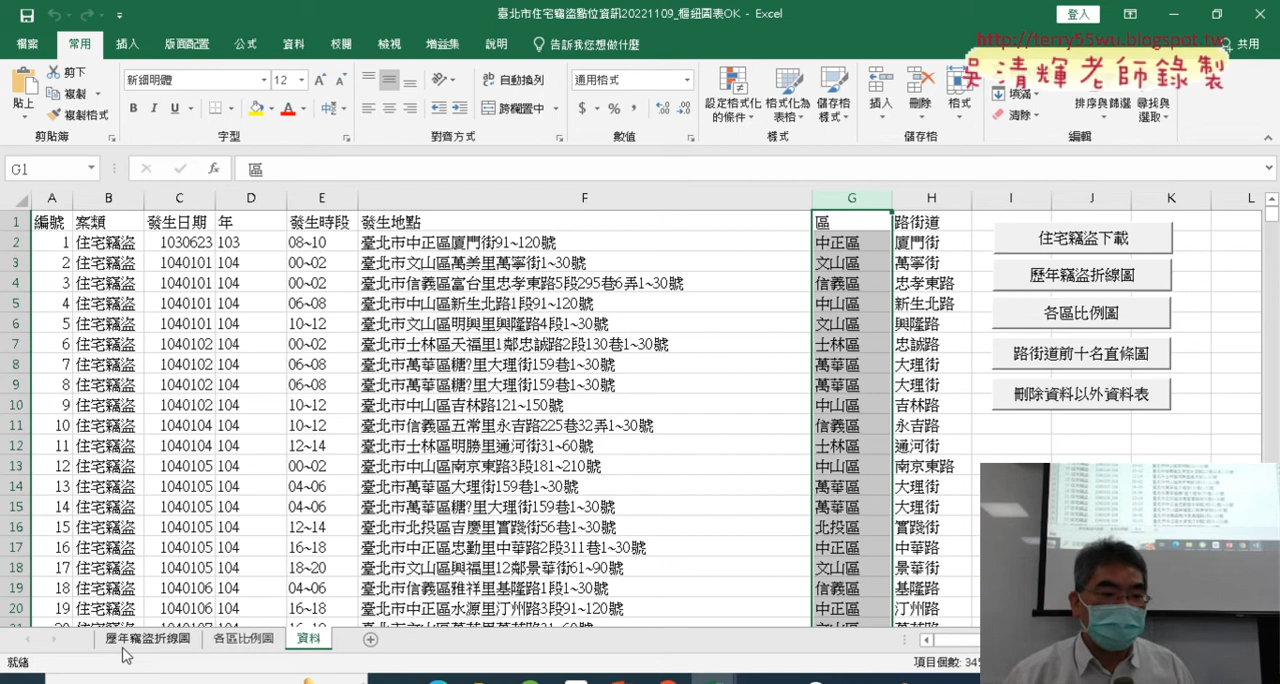 臺北市住宅竊盜點位資訊20221109_樞紐圖表OK - Excel
登入
檔案 常用 插入 版面配置 公式 資料 校閱 檢視 增益集 說明 告訴我您想做什麼 共用
http://terry55wu.blogspot.tw
吳清輝老師錄製
貼上 剪下 複製 複製格式 剪貼簿
新細明體 12 B I U A 中 字型
自動換列 跨欄置中 對齊方式
通用格式 $ % , 數值
設定格式化的條件 格式化為表格 儲存格樣式 樣式
插入 刪除 格式 儲存格
填滿 清除 排序與篩選 尋找與選取 編輯
G1 fx 區
A B C D E F G H I J K L
1 編號 案類 發生日期 年 發生時段 發生地點 區 路街道
2 1 住宅竊盜 1030623 103 08~10 臺北市中正區廈門街91~120號 中正區 廈門街
3 2 住宅竊盜 1040101 104 00~02 臺北市文山區萬美里萬寧街1~30號 文山區 萬寧街
4 3 住宅竊盜 1040101 104 00~02 臺北市信義區富台里忠孝東路5段295巷6弄1~30號 信義區 忠孝東路
5 4 住宅竊盜 1040101 104 06~08 臺北市中山區新生北路1段91~120號 中山區 新生北路
6 5 住宅竊盜 1040101 104 10~12 臺北市文山區明興里興隆路4段1~30號 文山區 興隆路
7 6 住宅竊盜 1040102 104 00~02 臺北市士林區天福里1鄰忠誠路2段130巷1~30號 士林區 忠誠路
8 7 住宅竊盜 1040102 104 06~08 臺北市萬華區糖?里大理街159巷1~30號 萬華區 大理街
9 8 住宅竊盜 1040102 104 06~08 臺北市萬華區糖?里大理街159巷1~30號 萬華區 大理街
10 9 住宅竊盜 1040102 104 10~12 臺北市中山區吉林路121~150號 中山區 吉林路
11 10 住宅竊盜 1040102 104 10~12 臺北市信義區五常里永吉路225巷32弄1~30號 信義區 永吉路
12 11 住宅竊盜 1040102 104 12~14 臺北市士林區明勝里通河街31~60號 士林區 通河街
13 12 住宅竊盜 1040105 104 00~02 臺北市中山區南京東路3段181~210號 中山區 南京東路
14 13 住宅竊盜 1040105 104 04~06 臺北市萬華區大理街2巷1~30號 萬華區 大理街
15 14 住宅竊盜 1040105 104 04~06 臺北市萬華區糖?里大理街159巷1~30號 萬華區 大理街
16 15 住宅竊盜 1040105 104 12~14 臺北市北投區吉慶里實踐街56巷1~30號 北投區 實踐街
17 16 住宅竊盜 1040105 104 16~18 臺北市中正區忠勤里中華路2段311巷1~30號 中正區 中華路
18 17 住宅竊盜 1040105 104 18~20 臺北市文山區興福里12鄰景華街61~90號 文山區 景華街
19 18 住宅竊盜 1040106 104 04~06 臺北市信義區雅祥里基隆路1段1~30號 信義區 基隆路
20 19 住宅竊盜 1040106 104 16~18 臺北市中正區水源里汀州路3段91~120號 中正區 汀州路
住宅竊盜下載
歷年竊盜折線圖
各區比例圖
路街道前十名直條圖
刪除資料以外資料表
歷年竊盜折線圖 各區比例圖 資料
就緒 項目個數: